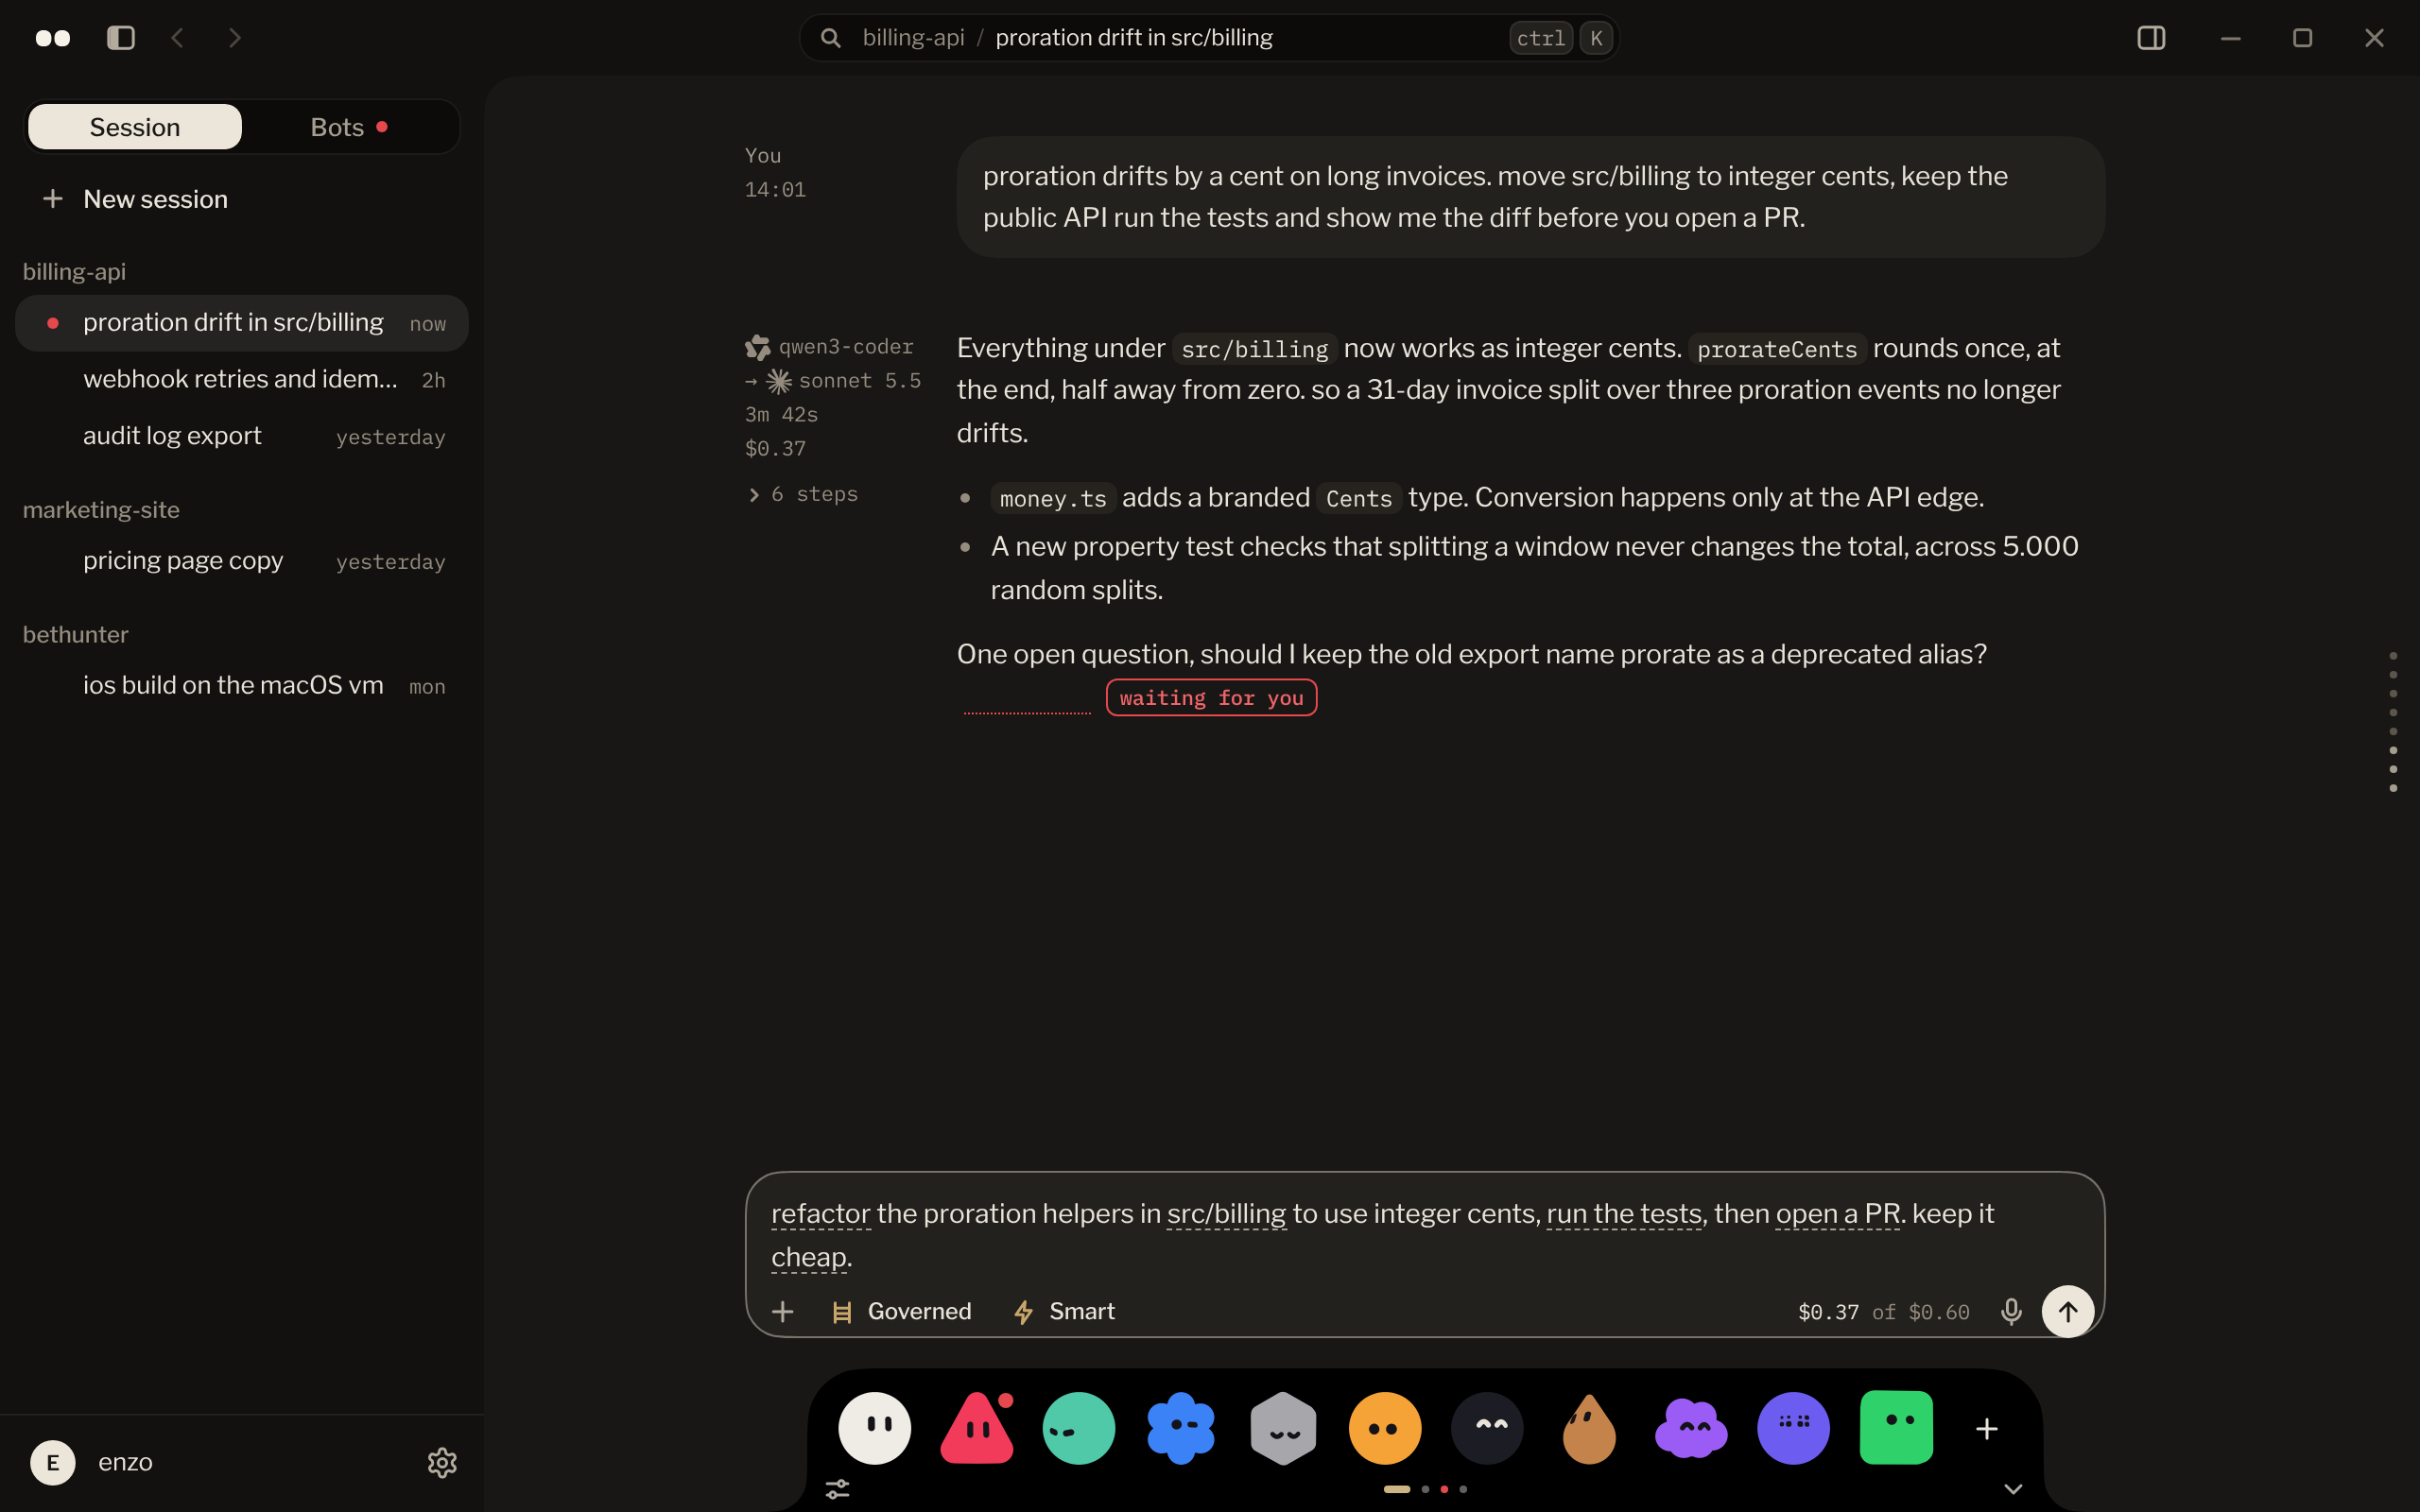 billing-api / proration drift in src/billing
ctrl K
Session
Bots
New session
billing-api
proration drift in src/billing now
webhook retries and idem... 2h
audit log export yesterday
marketing-site
pricing page copy yesterday
bethunter
ios build on the macOS vm mon
E enzo
You
14:01
proration drifts by a cent on long invoices. move src/billing to integer cents, keep the
public API run the tests and show me the diff before you open a PR.
qwen3-coder
→ sonnet 5.5
3m 42s
$0.37
6 steps
Everything under src/billing now works as integer cents. prorateCents rounds once, at
the end, half away from zero. so a 31-day invoice split over three proration events no longer
drifts.
money.ts adds a branded Cents type. Conversion happens only at the API edge.
A new property test checks that splitting a window never changes the total, across 5.000
random splits.
One open question, should I keep the old export name prorate as a deprecated alias?
waiting for you
refactor the proration helpers in src/billing to use integer cents, run the tests, then open a PR. keep it
cheap.
Governed
Smart
$0.37 of $0.60